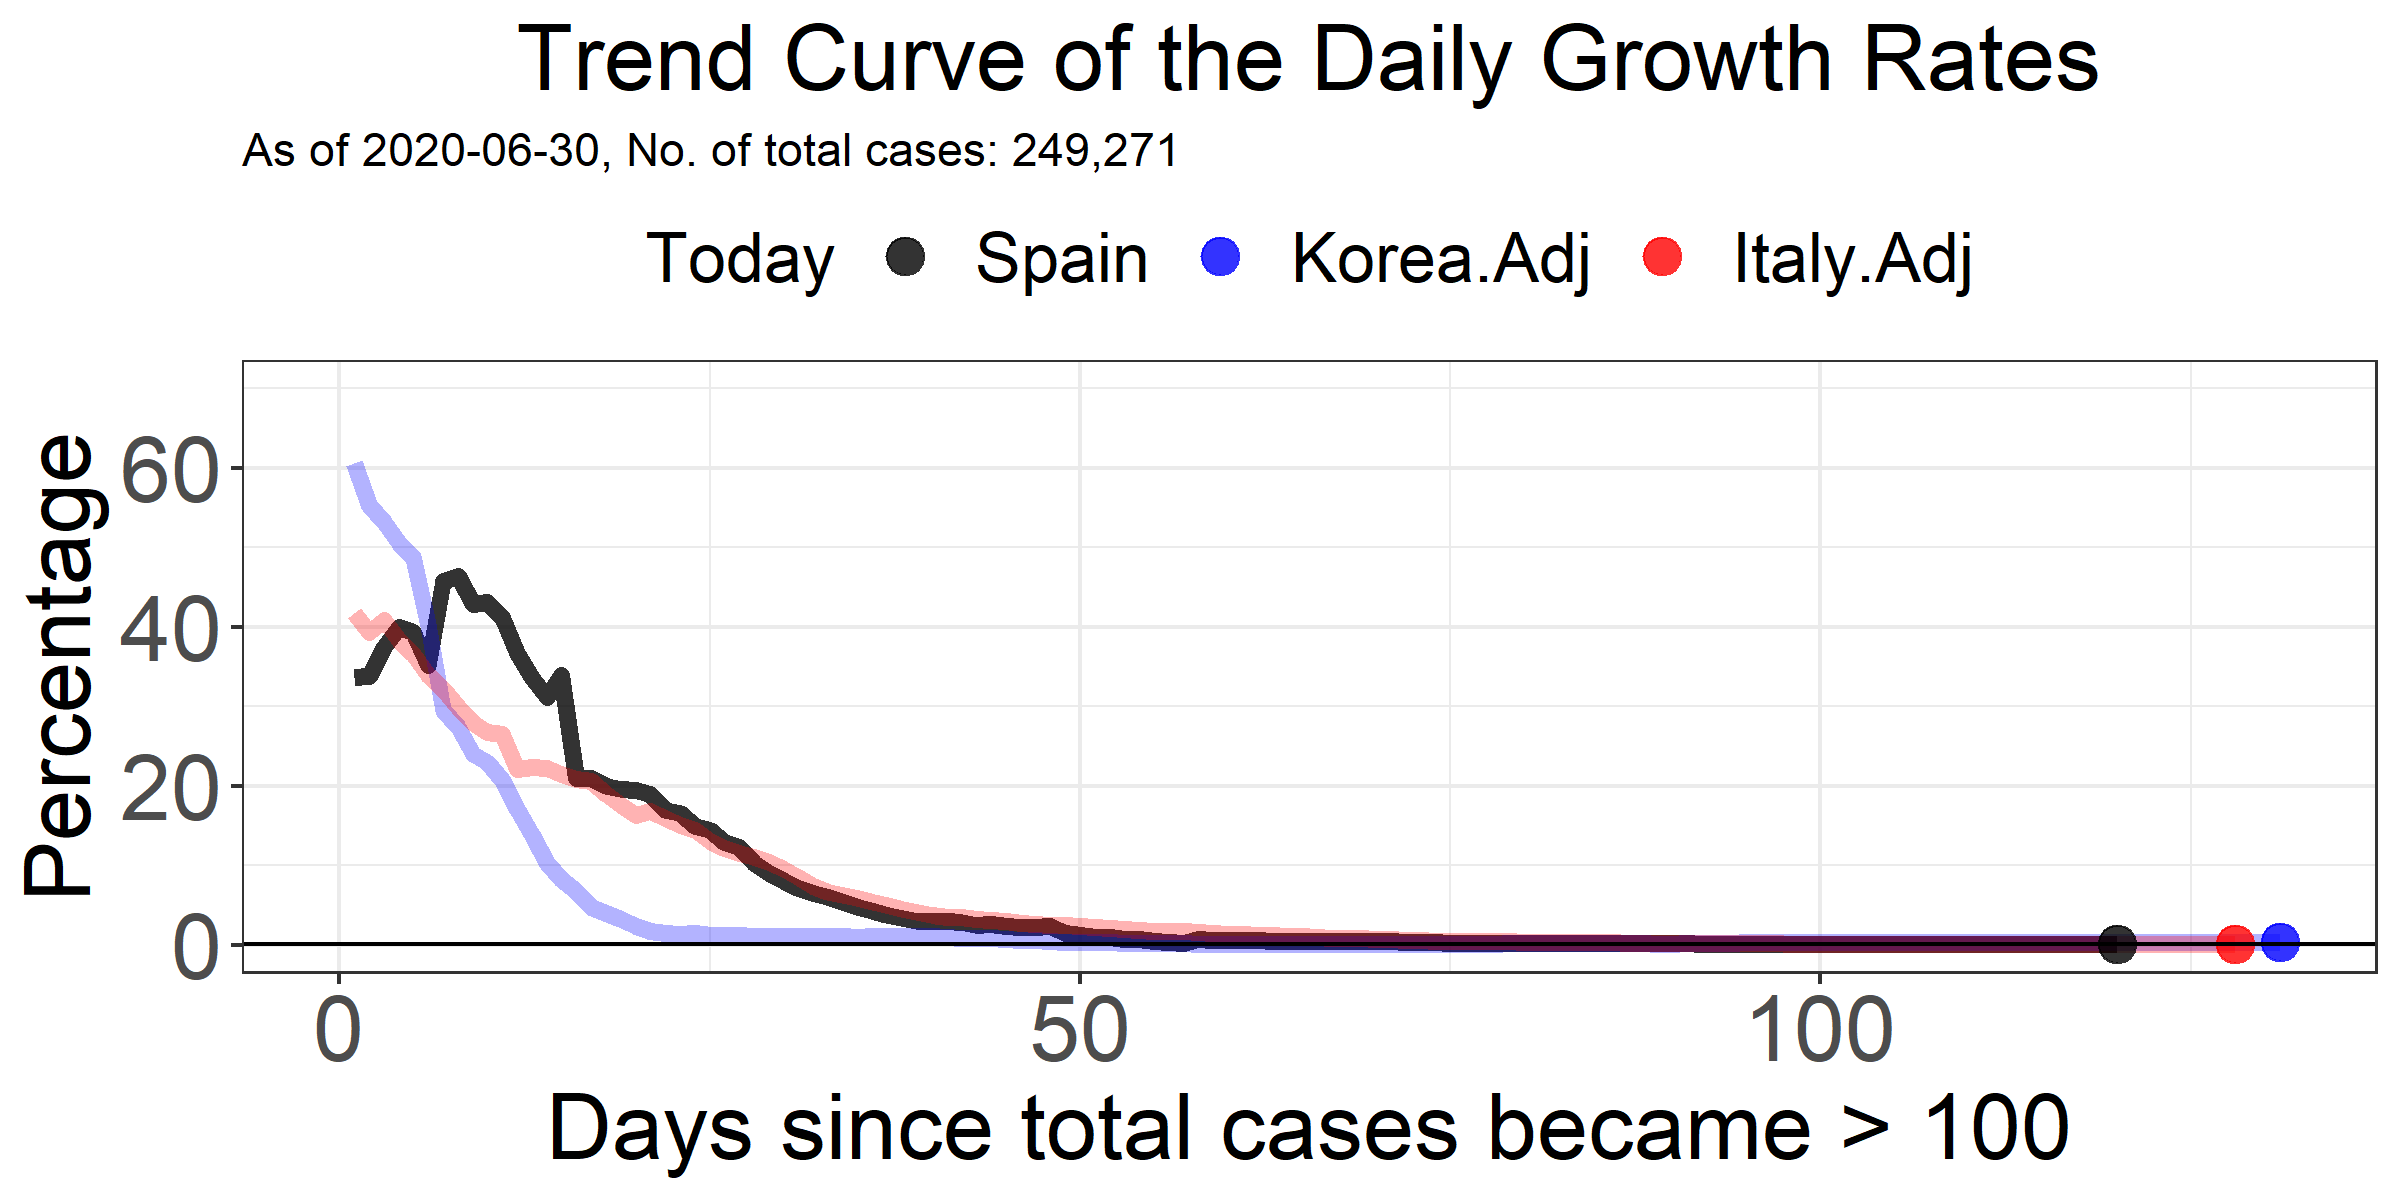 Trend Curve of the Daily Growth Rates
As of 2020-06-30, No. of total cases: 249,271
Today Spain Korea.Adj Italy.Adj
Percentage
60
40
20
0
0 50 100
Days since total cases became > 100